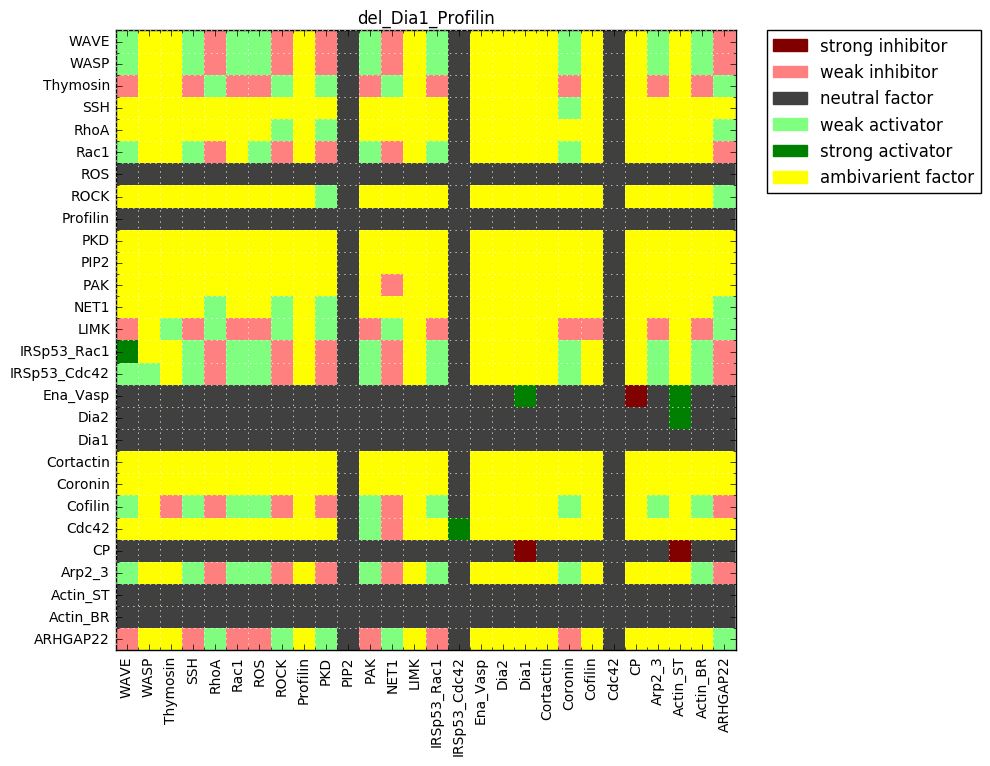 del_Dia1_Profilin
WAVE
WASP
Thymosin
SSH
RhoA
Rac1
ROS
ROCK
Profilin
PKD
PIP2
PAK
NET1
LIMK
IRSp53_Rac1
IRSp53_Cdc42
Ena_Vasp
Dia2
Dia1
Cortactin
Coronin
Cofilin
Cdc42
CP
Arp2_3
Actin_ST
Actin_BR
ARHGAP22
WAVE
WASP
Thymosin
SSH
RhoA
Rac1
ROS
ROCK
Profilin
PKD
PIP2
PAK
NET1
LIMK
IRSp53_Rac1
IRSp53_Cdc42
Ena_Vasp
Dia2
Dia1
Cortactin
Coronin
Cofilin
Cdc42
CP
Arp2_3
Actin_ST
Actin_BR
ARHGAP22
strong inhibitor
weak inhibitor
neutral factor
weak activator
strong activator
ambivarient factor